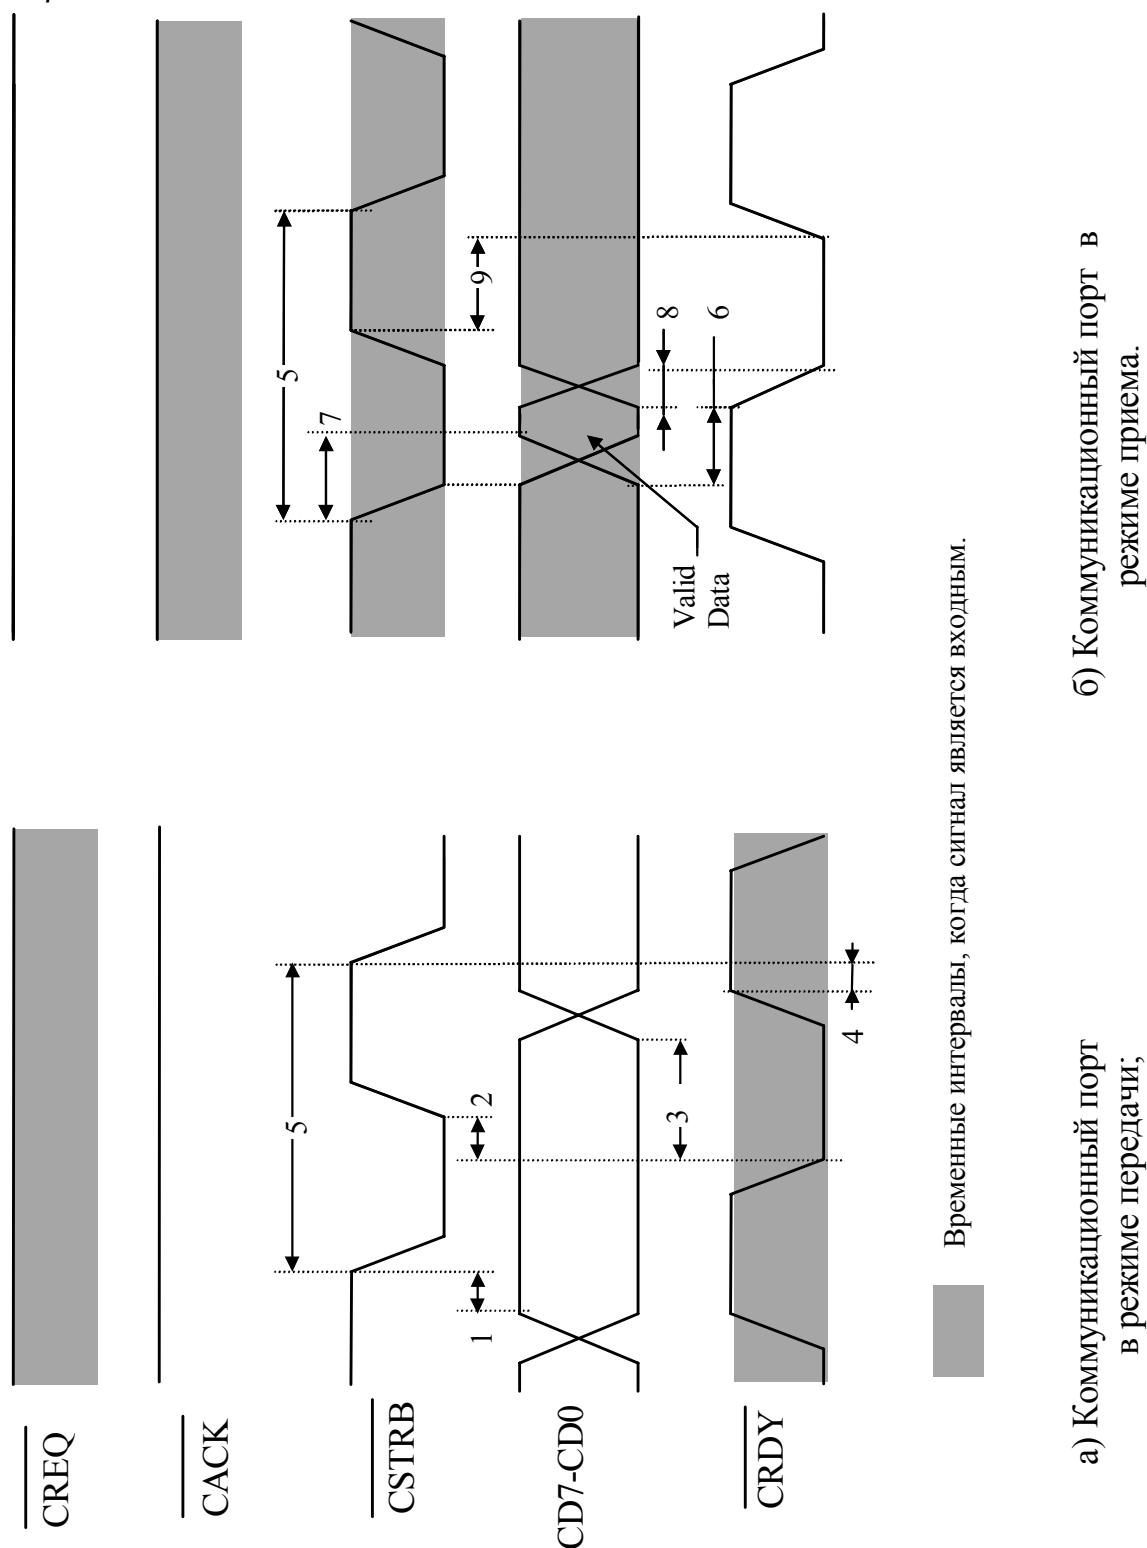 CREQ
CACK
CSTRB
CD7-CD0
CRDY
5
1
2
3
4
5
7
9
8
6
Valid
Data
Временные интервалы, когда сигнал является входным.
а) Коммуникационный порт
в режиме передачи;
б) Коммуникационный порт в
режиме приема.